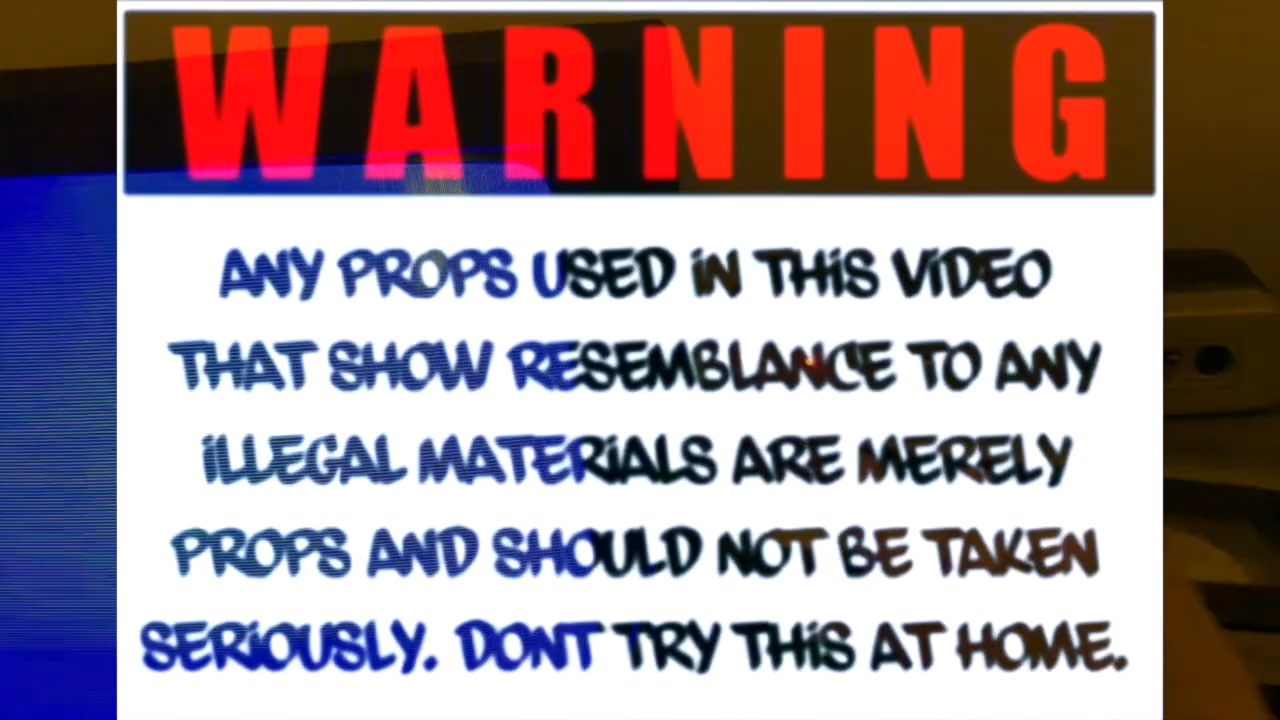 WARNING
ANY PROPS USED iN THiS ViDEO
THAT SHOW RESEMBLANCE TO ANY
iLLEGAL MATERiALS ARE MERELY
PROPS AND SHOULD NOT BE TAKEN
SERiOUSLY. DONT TRY THiS AT HOME.